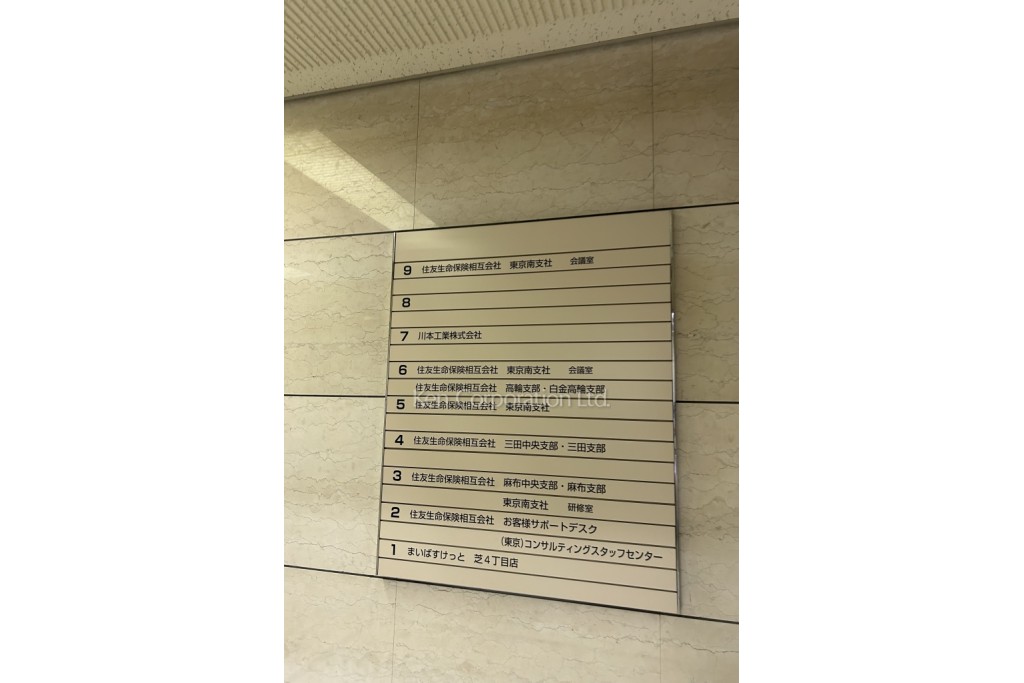 9 住友生命保険相互会社 東京南支社 会議室
8
7 川本工業株式会社
6 住友生命保険相互会社 東京南支社 会議室
住友生命保険相互会社 高輪支部・白金高輪支部
Ken Corporation Ltd.
5 住友生命保険相互会社 東京南支社
4 住友生命保険相互会社 三田中央支部・三田支部
3 住友生命保険相互会社 麻布中央支部・麻布支部
東京南支社 研修室
2 住友生命保険相互会社 お客様サポートデスク
(東京)コンサルティングスタッフセンター
1 まいばすけっと 芝4丁目店